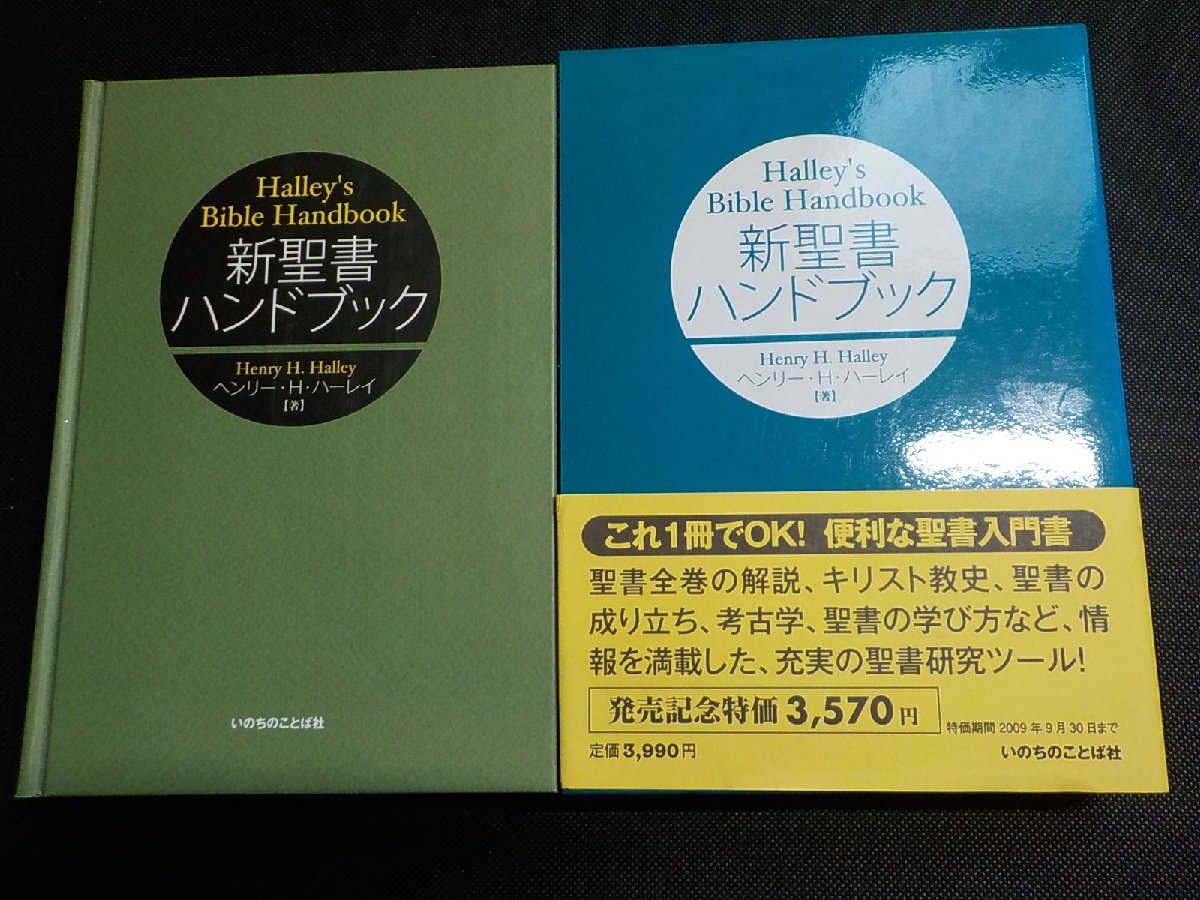 Halley's
Bible Handbook
新聖書
ハンドブック
Henry H. Halley
ヘンリー・H・ハーレイ
【著】
いのちのことば社
Halley's
Bible Handbook
新聖書
ハンドブック
Henry H. Halley
ヘンリー・H・ハーレイ
【著】
これ1冊でOK! 便利な聖書入門書
聖書全巻の解説、キリスト教史、聖書の
成り立ち、考古学、聖書の学び方など、情
報を満載した、充実の聖書研究ツール!
発売記念特価 3,570円
特価期間 2009年9月30日まで
定価 3,990円
いのちのことば社